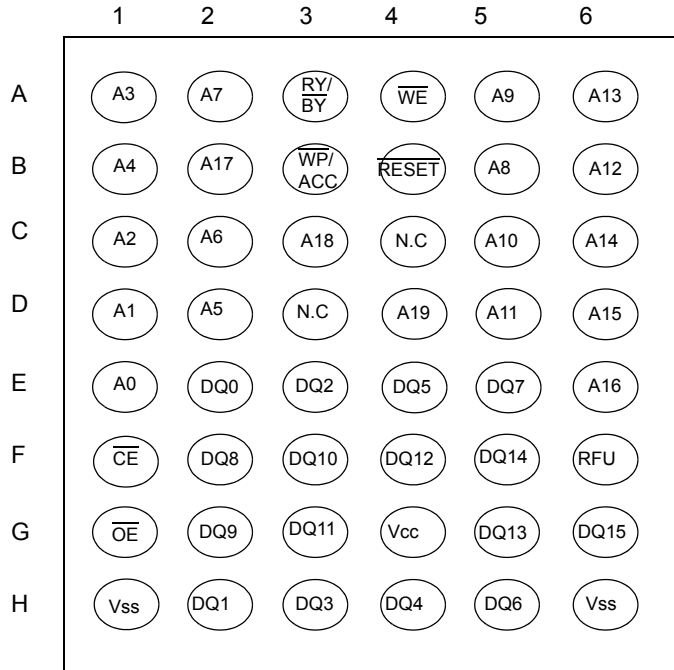 1 2 3 4 5 6
A A3 A7 RY/ BY WE A9 A13
B A4 A17 WP/ ACC RESET A8 A12
C A2 A6 A18 N.C A10 A14
D A1 A5 N.C A19 A11 A15
E A0 DQ0 DQ2 DQ5 DQ7 A16
F CE DQ8 DQ10 DQ12 DQ14 RFU
G OE DQ9 DQ11 Vcc DQ13 DQ15
H Vss DQ1 DQ3 DQ4 DQ6 Vss